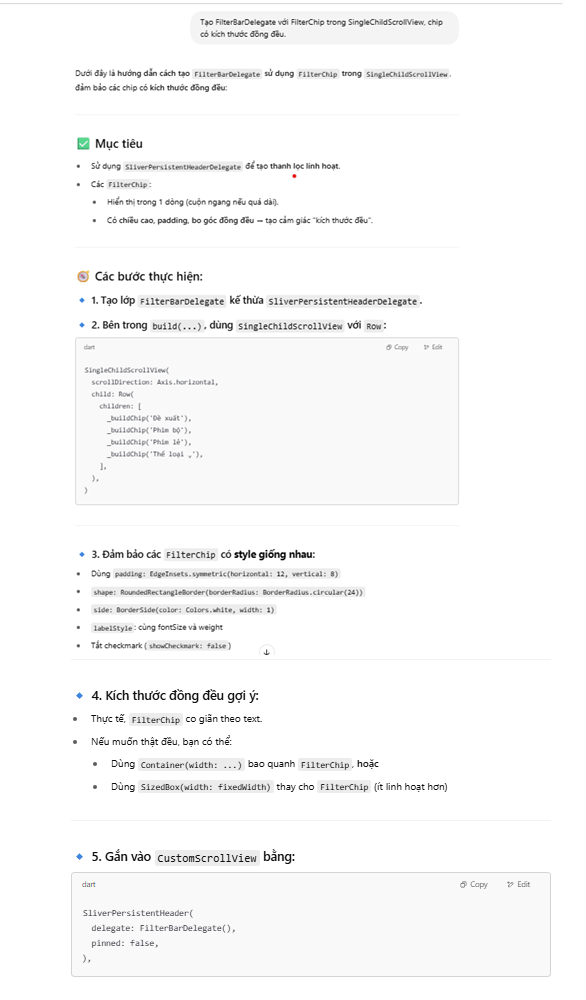 Tạo FilterBarDelegate với FilterChip trong SingleChildScrollView, chip
có kích thước đồng đều.
Dưới đây là hướng dẫn cách tạo FilterBarDelegate sử dụng FilterChip trong SingleChildScrollView,
đảm bảo các chip có kích thước đồng đều:
✅ Mục tiêu
• Sử dụng SliverPersistentHeaderDelegate để tạo thanh lọc linh hoạt.
• Các FilterChip:
• Hiển thị trong 1 dòng (cuộn ngang nếu quá dài).
• Có chiều cao, padding, bo góc đồng đều — tạo cảm giác "kích thước đều".
🧭 Các bước thực hiện:
🔹 1. Tạo lớp FilterBarDelegate kế thừa SliverPersistentHeaderDelegate.
🔹 2. Bên trong build(...), dùng SingleChildScrollView với Row:
dart Copy Edit
SingleChildScrollView(
scrollDirection: Axis.horizontal,
child: Row(
children: [
_buildChip('Đề xuất'),
_buildChip('Phim bộ'),
_buildChip('Phim lẻ'),
_buildChip('Thể loại ⌄'),
],
),
)
🔹 3. Đảm bảo các FilterChip có style giống nhau:
• Dùng padding: EdgeInsets.symmetric(horizontal: 12, vertical: 8)
• shape: RoundedRectangleBorder(borderRadius: BorderRadius.circular(24))
• side: BorderSide(color: Colors.white, width: 1)
• labelStyle: cùng fontSize và weight
• Tắt checkmark (showCheckmark: false)
🔹 4. Kích thước đồng đều gợi ý:
• Thực tế, FilterChip co giãn theo text.
• Nếu muốn thật đều, bạn có thể:
• Dùng Container(width: ...) bao quanh FilterChip, hoặc
• Dùng SizedBox(width: fixedWidth) thay cho FilterChip (ít linh hoạt hơn)
🔹 5. Gắn vào CustomScrollView bằng:
dart Copy Edit
SliverPersistentHeader(
delegate: FilterBarDelegate(),
pinned: false,
),